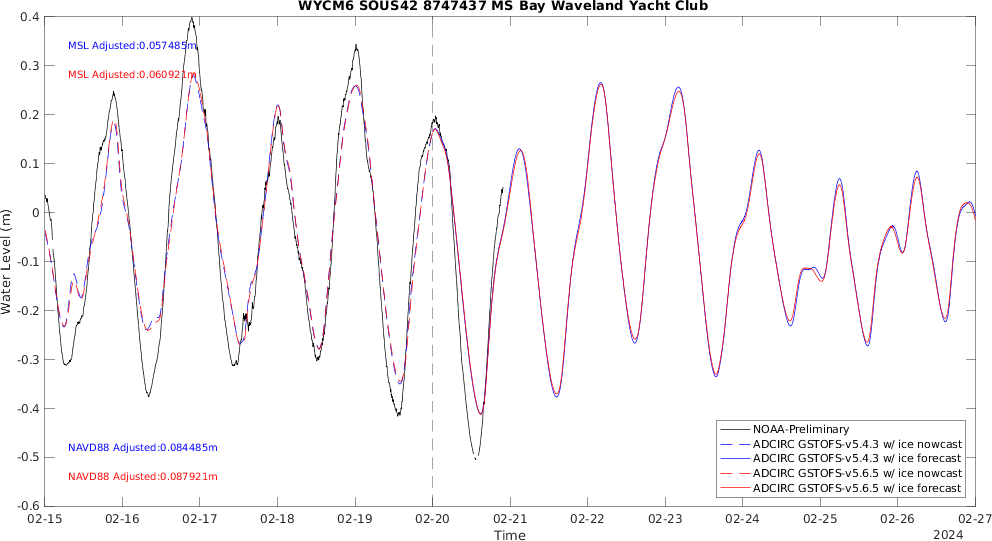 WYCM6 SOUS42 8747437 MS Bay Waveland Yacht Club
0.4
0.3
0.2
0.1
0
-0.1
-0.2
-0.3
-0.4
-0.5
-0.6
Water Level (m)
MSL Adjusted:0.057485m
MSL Adjusted:0.060921m
NAVD88 Adjusted:0.084485m
NAVD88 Adjusted:0.087921m
NOAA-Preliminary
ADCIRC GSTOFS-v5.4.3 w/ ice nowcast
ADCIRC GSTOFS-v5.4.3 w/ ice forecast
ADCIRC GSTOFS-v5.6.5 w/ ice nowcast
ADCIRC GSTOFS-v5.6.5 w/ ice forecast
02-15 02-16 02-17 02-18 02-19 02-20 02-21 02-22 02-23 02-24 02-25 02-26 02-27
Time
2024